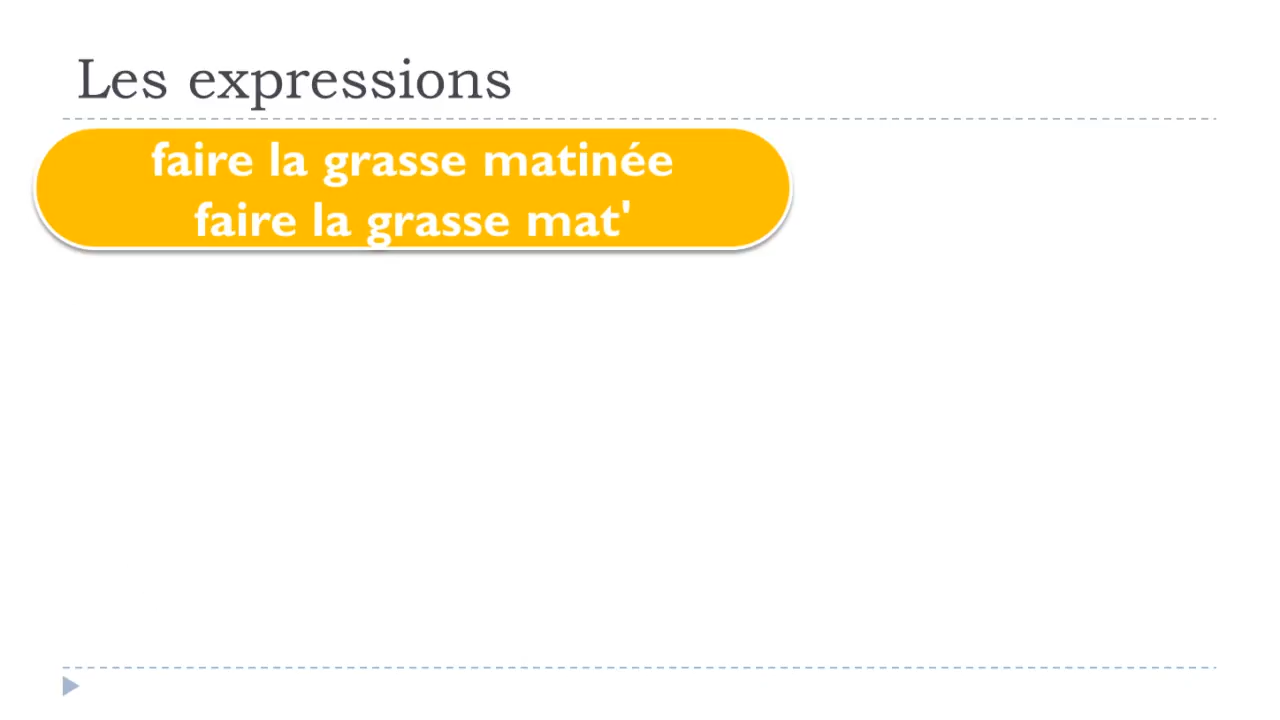 Les expressions
faire la grasse matinée
faire la grasse mat'